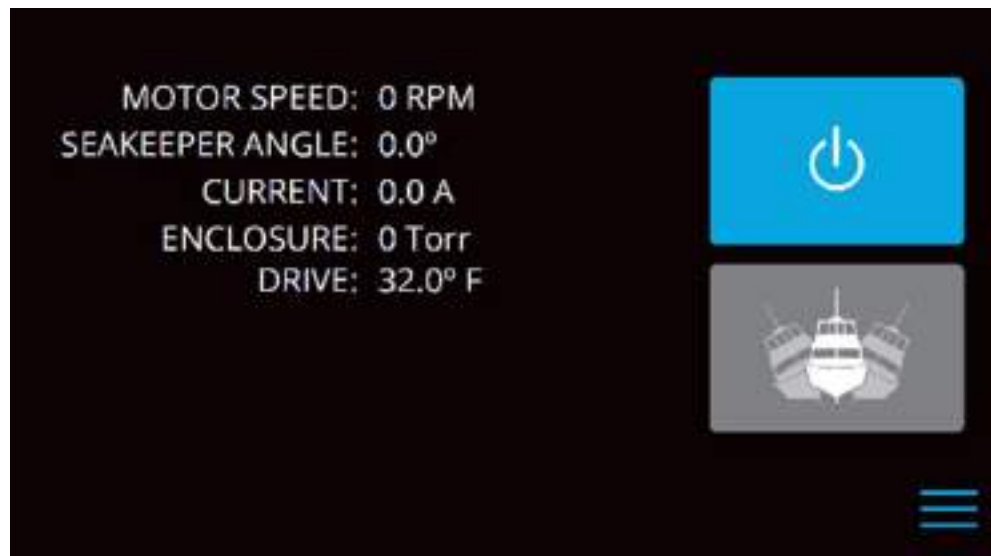 MOTOR SPEED: 0 RPM
SEAKEEPER ANGLE: 0.0º
CURRENT: 0.0 A
ENCLOSURE: 0 Torr
DRIVE: 32.0º F